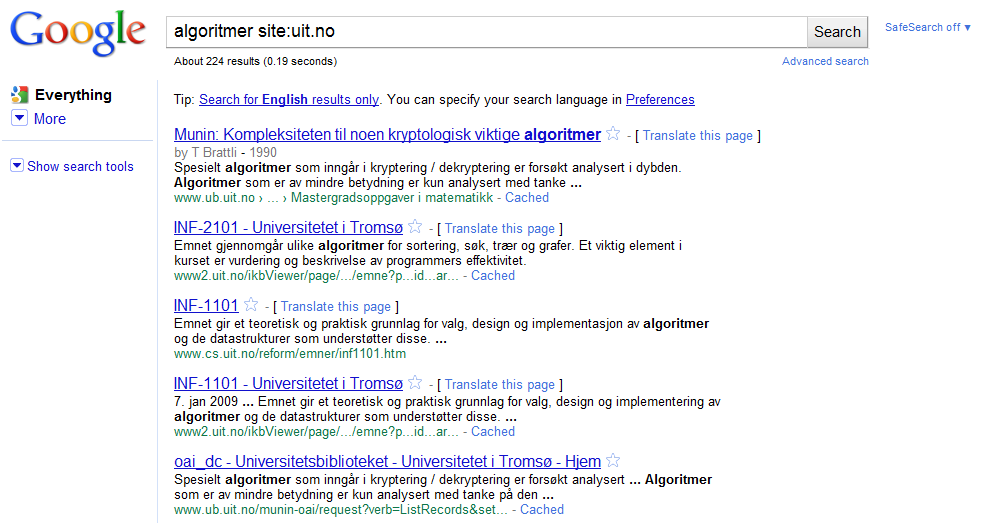 Google
algoritmer site:uit.no
Search
SafeSearch off ▼
About 224 results (0.19 seconds)
Advanced search
Everything
More
Show search tools
Tip: Search for English results only. You can specify your search language in Preferences
Munin: Kompleksiteten til noen kryptologisk viktige algoritmer - [ Translate this page ]
by T Brattli - 1990
Spesielt algoritmer som inngår i kryptering / dekryptering er forsøkt analysert i dybden.
Algoritmer som er av mindre betydning er kun analysert med tanke ...
www.ub.uit.no › ... › Mastergradsoppgaver i matematikk - Cached
INF-2101 - Universitetet i Tromsø - [ Translate this page ]
Emnet gjennomgår ulike algoritmer for sortering, søk, trær og grafer. Et viktig element i
kurset er vurdering og beskrivelse av programmers effektivitet.
www2.uit.no/ikbViewer/page/.../emne?p...id...ar... - Cached
INF-1101 - [ Translate this page ]
Emnet gir et teoretisk og praktisk grunnlag for valg, design og implementasjon av algoritmer
og de datastrukturer som understøtter disse. ...
www.cs.uit.no/reform/emner/inf1101.htm
INF-1101 - Universitetet i Tromsø - [ Translate this page ]
7. jan 2009 ... Emnet gir et teoretisk og praktisk grunnlag for valg, design og implementering av
algoritmer og de datastrukturer som understøtter disse. ...
www2.uit.no/ikbViewer/page/.../emne?p...id...ar... - Cached
oai_dc - Universitetsbiblioteket - Universitetet i Tromsø - Hjem
Spesielt algoritmer som inngår i kryptering / dekryptering er forsøkt analysert ... Algoritmer
som er av mindre betydning er kun analysert med tanke på den ...
www.ub.uit.no/munin-oai/request?verb=ListRecords&set... - Cached